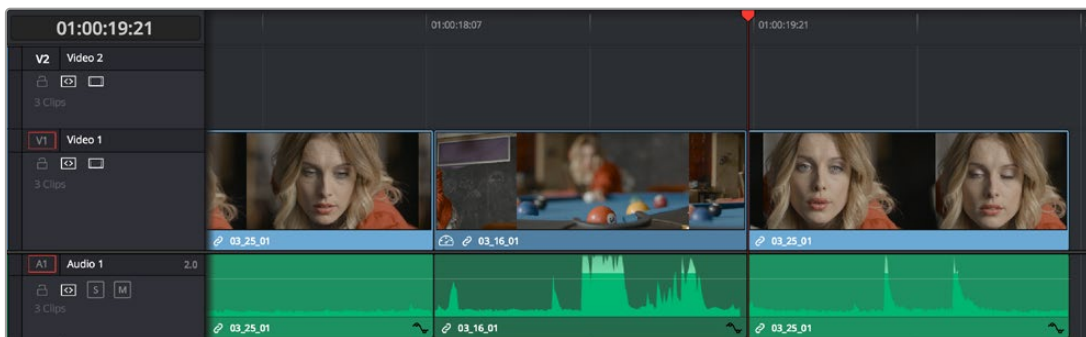 01:00:19:21
01:00:18:07
01:00:19:21
V2 Video 2
3 Clips
V1 Video 1
3 Clips
03_25_01
03_16_01
03_25_01
A1 Audio 1 2.0
S M
3 Clips
03_25_01
03_16_01
03_25_01